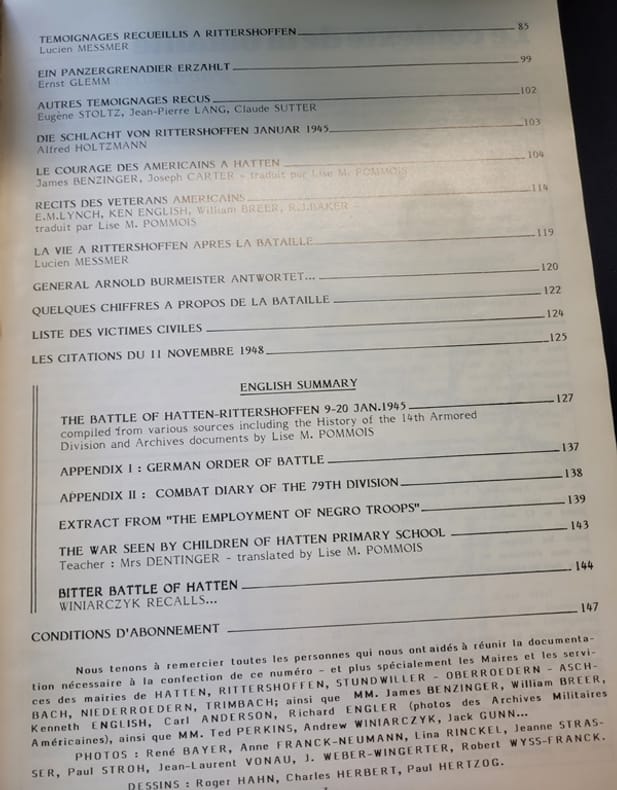 TEMOIGNAGES RECUEILLIS A RITTERSHOFFEN 85
Lucien MESSMER
EIN PANZERGRENADIER ERZAHLT 99
Ernst GLEMM
AUTRES TEMOIGNAGES RECUS 102
Eugène STOLTZ, Jean-Pierre LANG, Claude SUTTER
DIE SCHLACHT VON RITTERSHOFFEN JANUAR 1945 103
Alfred HOLTZMANN
LE COURAGE DES AMERICAINS A HATTEN 104
James BENZINGER, Joseph CARTER - traduit par Lise M. POMMOIS
RECITS DES VETERANS AMERICAINS 114
E.M.LYNCH, KEN ENGLISH, William BREER, R.J.BAKER -
traduit par Lise M. POMMOIS
LA VIE A RITTERSHOFFEN APRES LA BATAILLE 119
Lucien MESSMER
GENERAL ARNOLD BURMEISTER ANTWORTET... 120
QUELQUES CHIFFRES A PROPOS DE LA BATAILLE 122
LISTE DES VICTIMES CIVILES 124
LES CITATIONS DU 11 NOVEMBRE 1948 125
ENGLISH SUMMARY
THE BATTLE OF HATTEN-RITTERSHOFFEN 9-20 JAN.1945 127
compiled from various sources including the History of the 14th Armored
Division and Archives documents by Lise M. POMMOIS
APPENDIX I : GERMAN ORDER OF BATTLE 137
APPENDIX II : COMBAT DIARY OF THE 79TH DIVISION 138
EXTRACT FROM "THE EMPLOYMENT OF NEGRO TROOPS" 139
THE WAR SEEN BY CHILDREN OF HATTEN PRIMARY SCHOOL 143
Teacher : Mrs DENTINGER - translated by Lise M. POMMOIS
BITTER BATTLE OF HATTEN 144
WINIARCZYK RECALLS...
CONDITIONS D'ABONNEMENT 147
Nous tenons à remercier toutes les personnes qui nous ont aidés à réunir la documenta-
tion nécessaire à la confection de ce numéro - et plus spécialement les Maires et les servi-
ces des mairies de HATTEN, RITTERSHOFFEN, STUNDWILLER - OBERROEDERN - ASCH-
BACH, NIEDERROEDERN, TRIMBACH; ainsi que MM. James BENZINGER, William BREER,
Kenneth ENGLISH, Carl ANDERSON, Richard ENGLER (photos des Archives Militaires
Américaines), ainsi que MM. Ted PERKINS, Andrew WINIARCZYK, Jack GUNN...
PHOTOS : René BAYER, Anne FRANCK-NEUMANN, Lina RINCKEL, Jeanne STRAS-
SER, Paul STROH, Jean-Laurent VONAU, J. WEBER-WINGERTER, Robert WYSS-FRANCK.
DESSINS : Roger HAHN, Charles HERBERT, Paul HERTZOG.